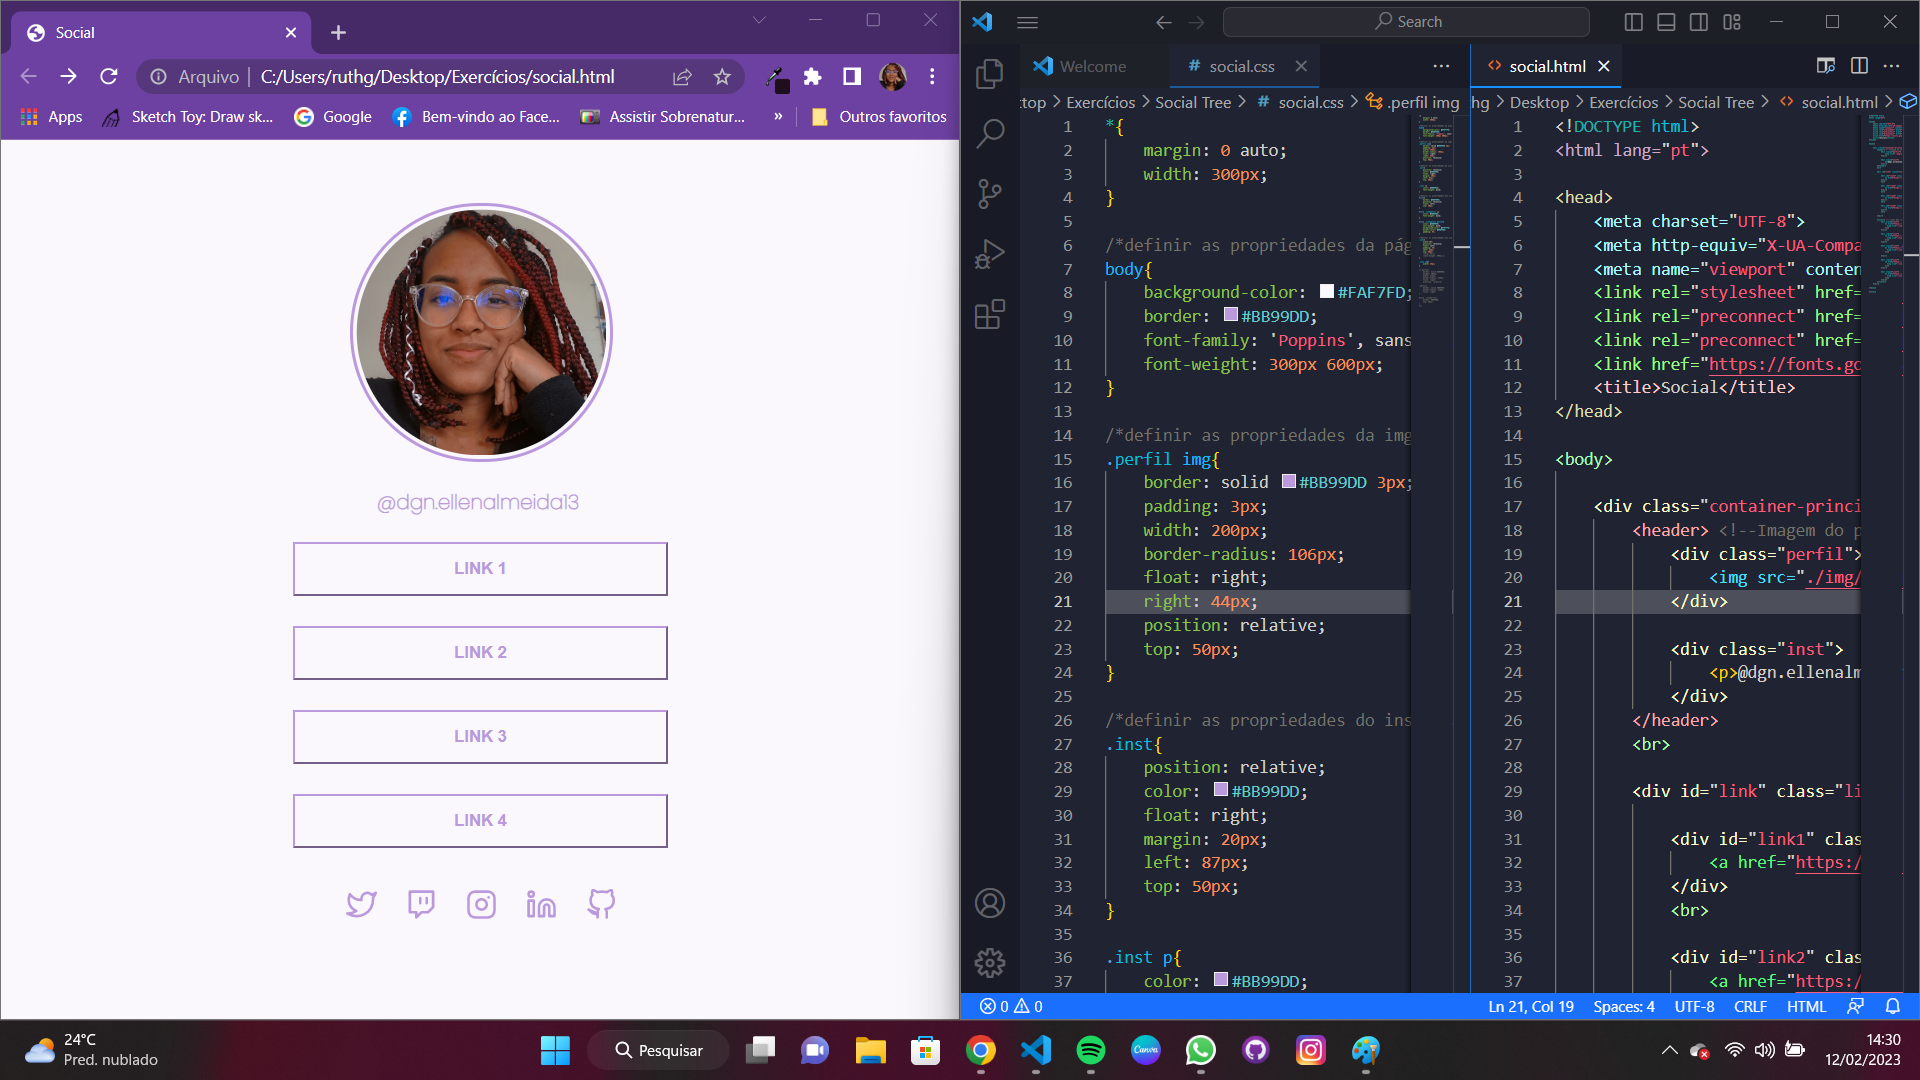 Social
Arquivo | C:/Users/ruthg/Desktop/Exercícios/social.html
Apps
Sketch Toy: Draw sk...
Google
Bem-vindo ao Face...
Assistir Sobrenatur...
»
Outros favoritos
@dgn.ellenalmeida13
LINK 1
LINK 2
LINK 3
LINK 4
Search
Welcome
# social.css
ktop > Exercícios > Social Tree > # social.css > .perfil img
1 *{
2 margin: 0 auto;
3 width: 300px;
4 }
5
6 /*definir as propriedades da pág
7 body{
8 background-color: #FAF7FD;
9 border: #BB99DD;
10 font-family: 'Poppins', sans
11 font-weight: 300px 600px;
12 }
13
14 /*definir as propriedades da img
15 .perfil img{
16 border: solid #BB99DD 3px;
17 padding: 3px;
18 width: 200px;
19 border-radius: 106px;
20 float: right;
21 right: 44px;
22 position: relative;
23 top: 50px;
24 }
25
26 /*definir as propriedades do ins
27 .inst{
28 position: relative;
29 color: #BB99DD;
30 float: right;
31 margin: 20px;
32 left: 87px;
33 top: 50px;
34 }
35
36 .inst p{
37 color: #BB99DD;
<> social.html
hg > Desktop > Exercícios > Social Tree > <> social.html >
1 <!DOCTYPE html>
2 <html lang="pt">
3
4 <head>
5 <meta charset="UTF-8">
6 <meta http-equiv="X-UA-Compa
7 <meta name="viewport" conten
8 <link rel="stylesheet" href=
9 <link rel="preconnect" href=
10 <link rel="preconnect" href=
11 <link href="https://fonts.go
12 <title>Social</title>
13 </head>
14
15 <body>
16
17 <div class="container-princi
18 <header> <!--Imagem do p
19 <div class="perfil">
20 <img src="./img/
21 </div>
22
23 <div class="inst">
24 <p>@dgn.ellenalm
25 </div>
26 </header>
27 <br>
28
29 <div id="link" class="li
30
31 <div id="link1" clas
32 <a href="https:/
33 </div>
34 <br>
35
36 <div id="link2" clas
37 <a href="https:/
0 0
Ln 21, Col 19
Spaces: 4
UTF-8
CRLF
HTML
24°C
Pred. nublado
Pesquisar
Canva
14:30
12/02/2023